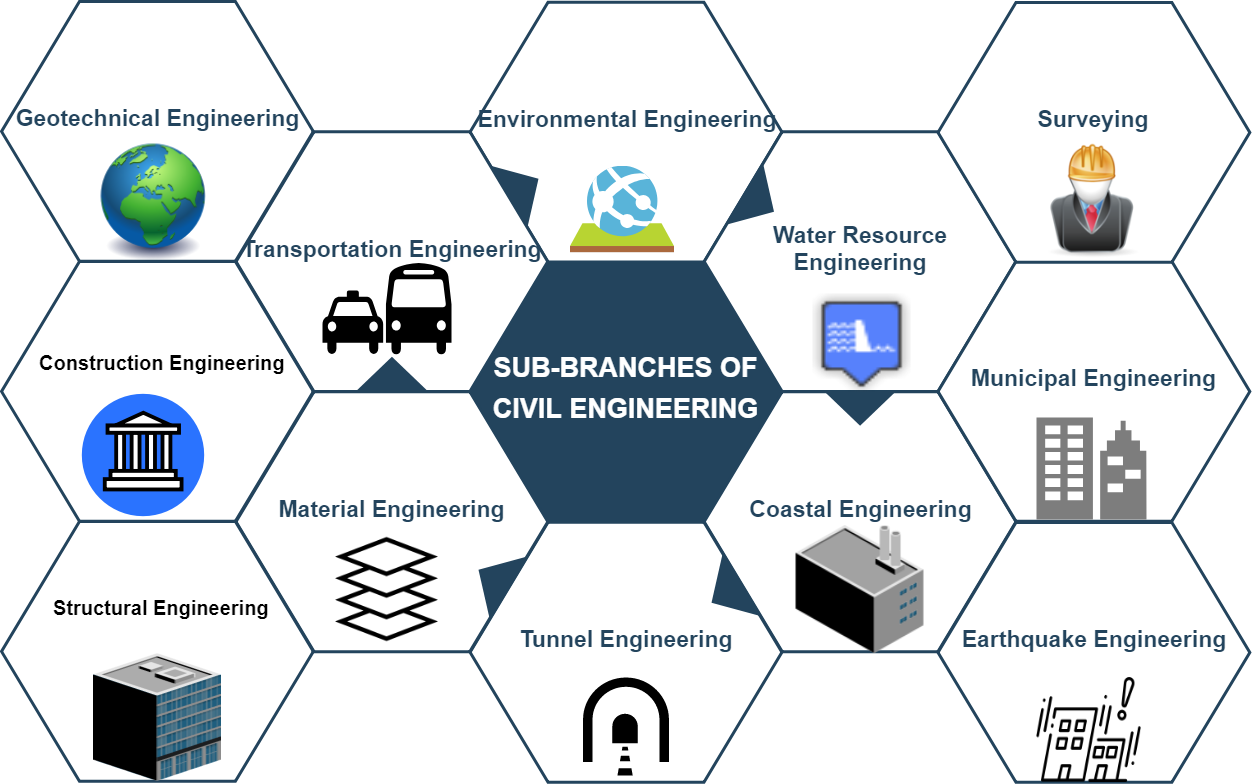 Geotechnical Engineering
Environmental Engineering
Surveying
Transportation Engineering
Water Resource
Engineering
Construction Engineering
SUB-BRANCHES OF
CIVIL ENGINEERING
Municipal Engineering
Material Engineering
Coastal Engineering
Structural Engineering
Tunnel Engineering
Earthquake Engineering